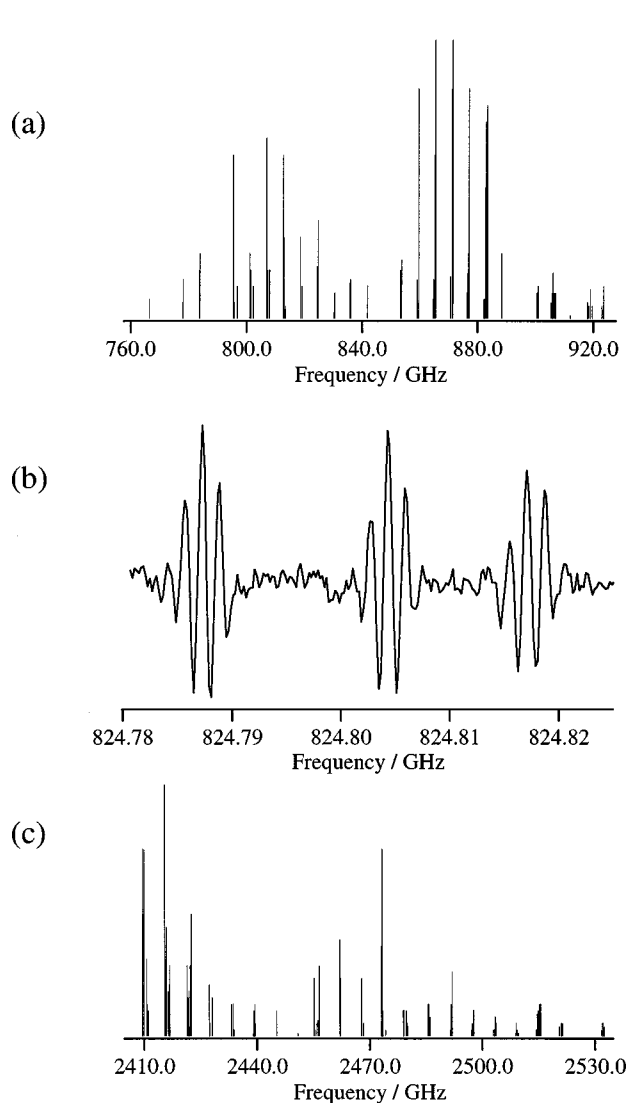 (a)
760.0 800.0 840.0 880.0 920.0
Frequency / GHz
(b)
824.78 824.79 824.80 824.81 824.82
Frequency / GHz
(c)
2410.0 2440.0 2470.0 2500.0 2530.0
Frequency / GHz